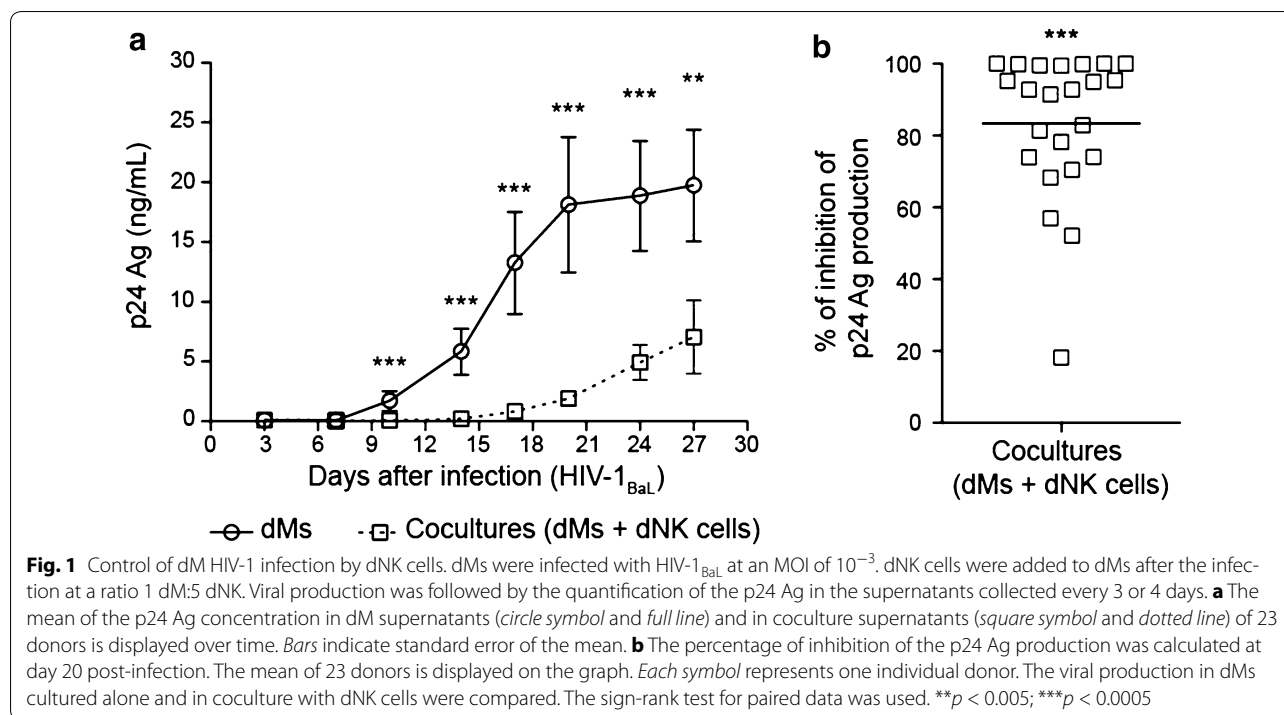 a
30
25
20
15
10
5
0
p24 Ag (ng/mL)
***
***
***
***
***
**
0 3 6 9 12 15 18 21 24 27 30
Days after infection (HIV-1BaL)
dMs Cocultures (dMs + dNK cells)
b
***
100
80
60
40
20
0
% of inhibition of
p24 Ag production
Cocultures
(dMs + dNK cells)
Fig. 1 Control of dM HIV-1 infection by dNK cells. dMs were infected with HIV-1BaL at an MOI of 10−3. dNK cells were added to dMs after the infec-
tion at a ratio 1 dM:5 dNK. Viral production was followed by the quantification of the p24 Ag in the supernatants collected every 3 or 4 days. a The
mean of the p24 Ag concentration in dM supernatants (circle symbol and full line) and in coculture supernatants (square symbol and dotted line) of 23
donors is displayed over time. Bars indicate standard error of the mean. b The percentage of inhibition of the p24 Ag production was calculated at
day 20 post-infection. The mean of 23 donors is displayed on the graph. Each symbol represents one individual donor. The viral production in dMs
cultured alone and in coculture with dNK cells were compared. The sign-rank test for paired data was used. **p < 0.005; ***p < 0.0005